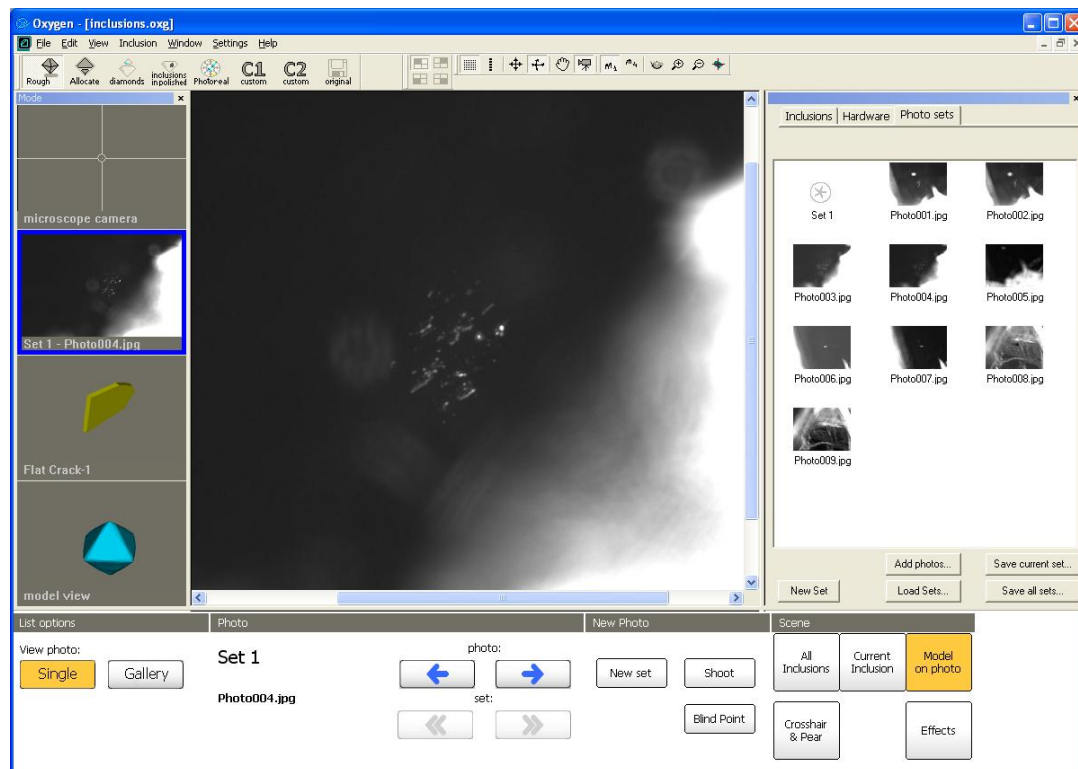 Oxygen - [inclusions.oxg]
File Edit View Inclusion Window Settings Help
Rough Allocate diamonds inclusions inpolished Photoreal C1 custom C2 custom original
Mode
Inclusions Hardware Photo sets
microscope camera
Set 1 - Photo004.jpg
Flat Crack-1
model view
Set 1 Photo001.jpg Photo002.jpg
Photo003.jpg Photo004.jpg Photo005.jpg
Photo006.jpg Photo007.jpg Photo008.jpg
Photo009.jpg
Add photos... Save current set...
New Set Load Sets... Save all sets...
List options Photo New Photo Scene
View photo:
Single Gallery
Set 1
Photo004.jpg
photo:
set:
New set Shoot
Blind Point
All Inclusions
Current Inclusion
Model on photo
Crosshair & Pear
Effects